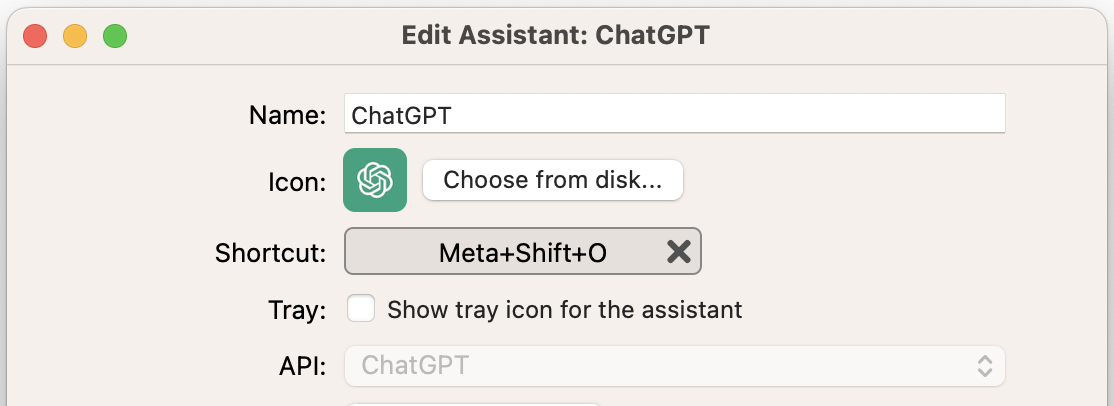 Edit Assistant: ChatGPT
Name: ChatGPT
Icon: Choose from disk...
Shortcut: Meta+Shift+O
Tray: Show tray icon for the assistant
API: ChatGPT